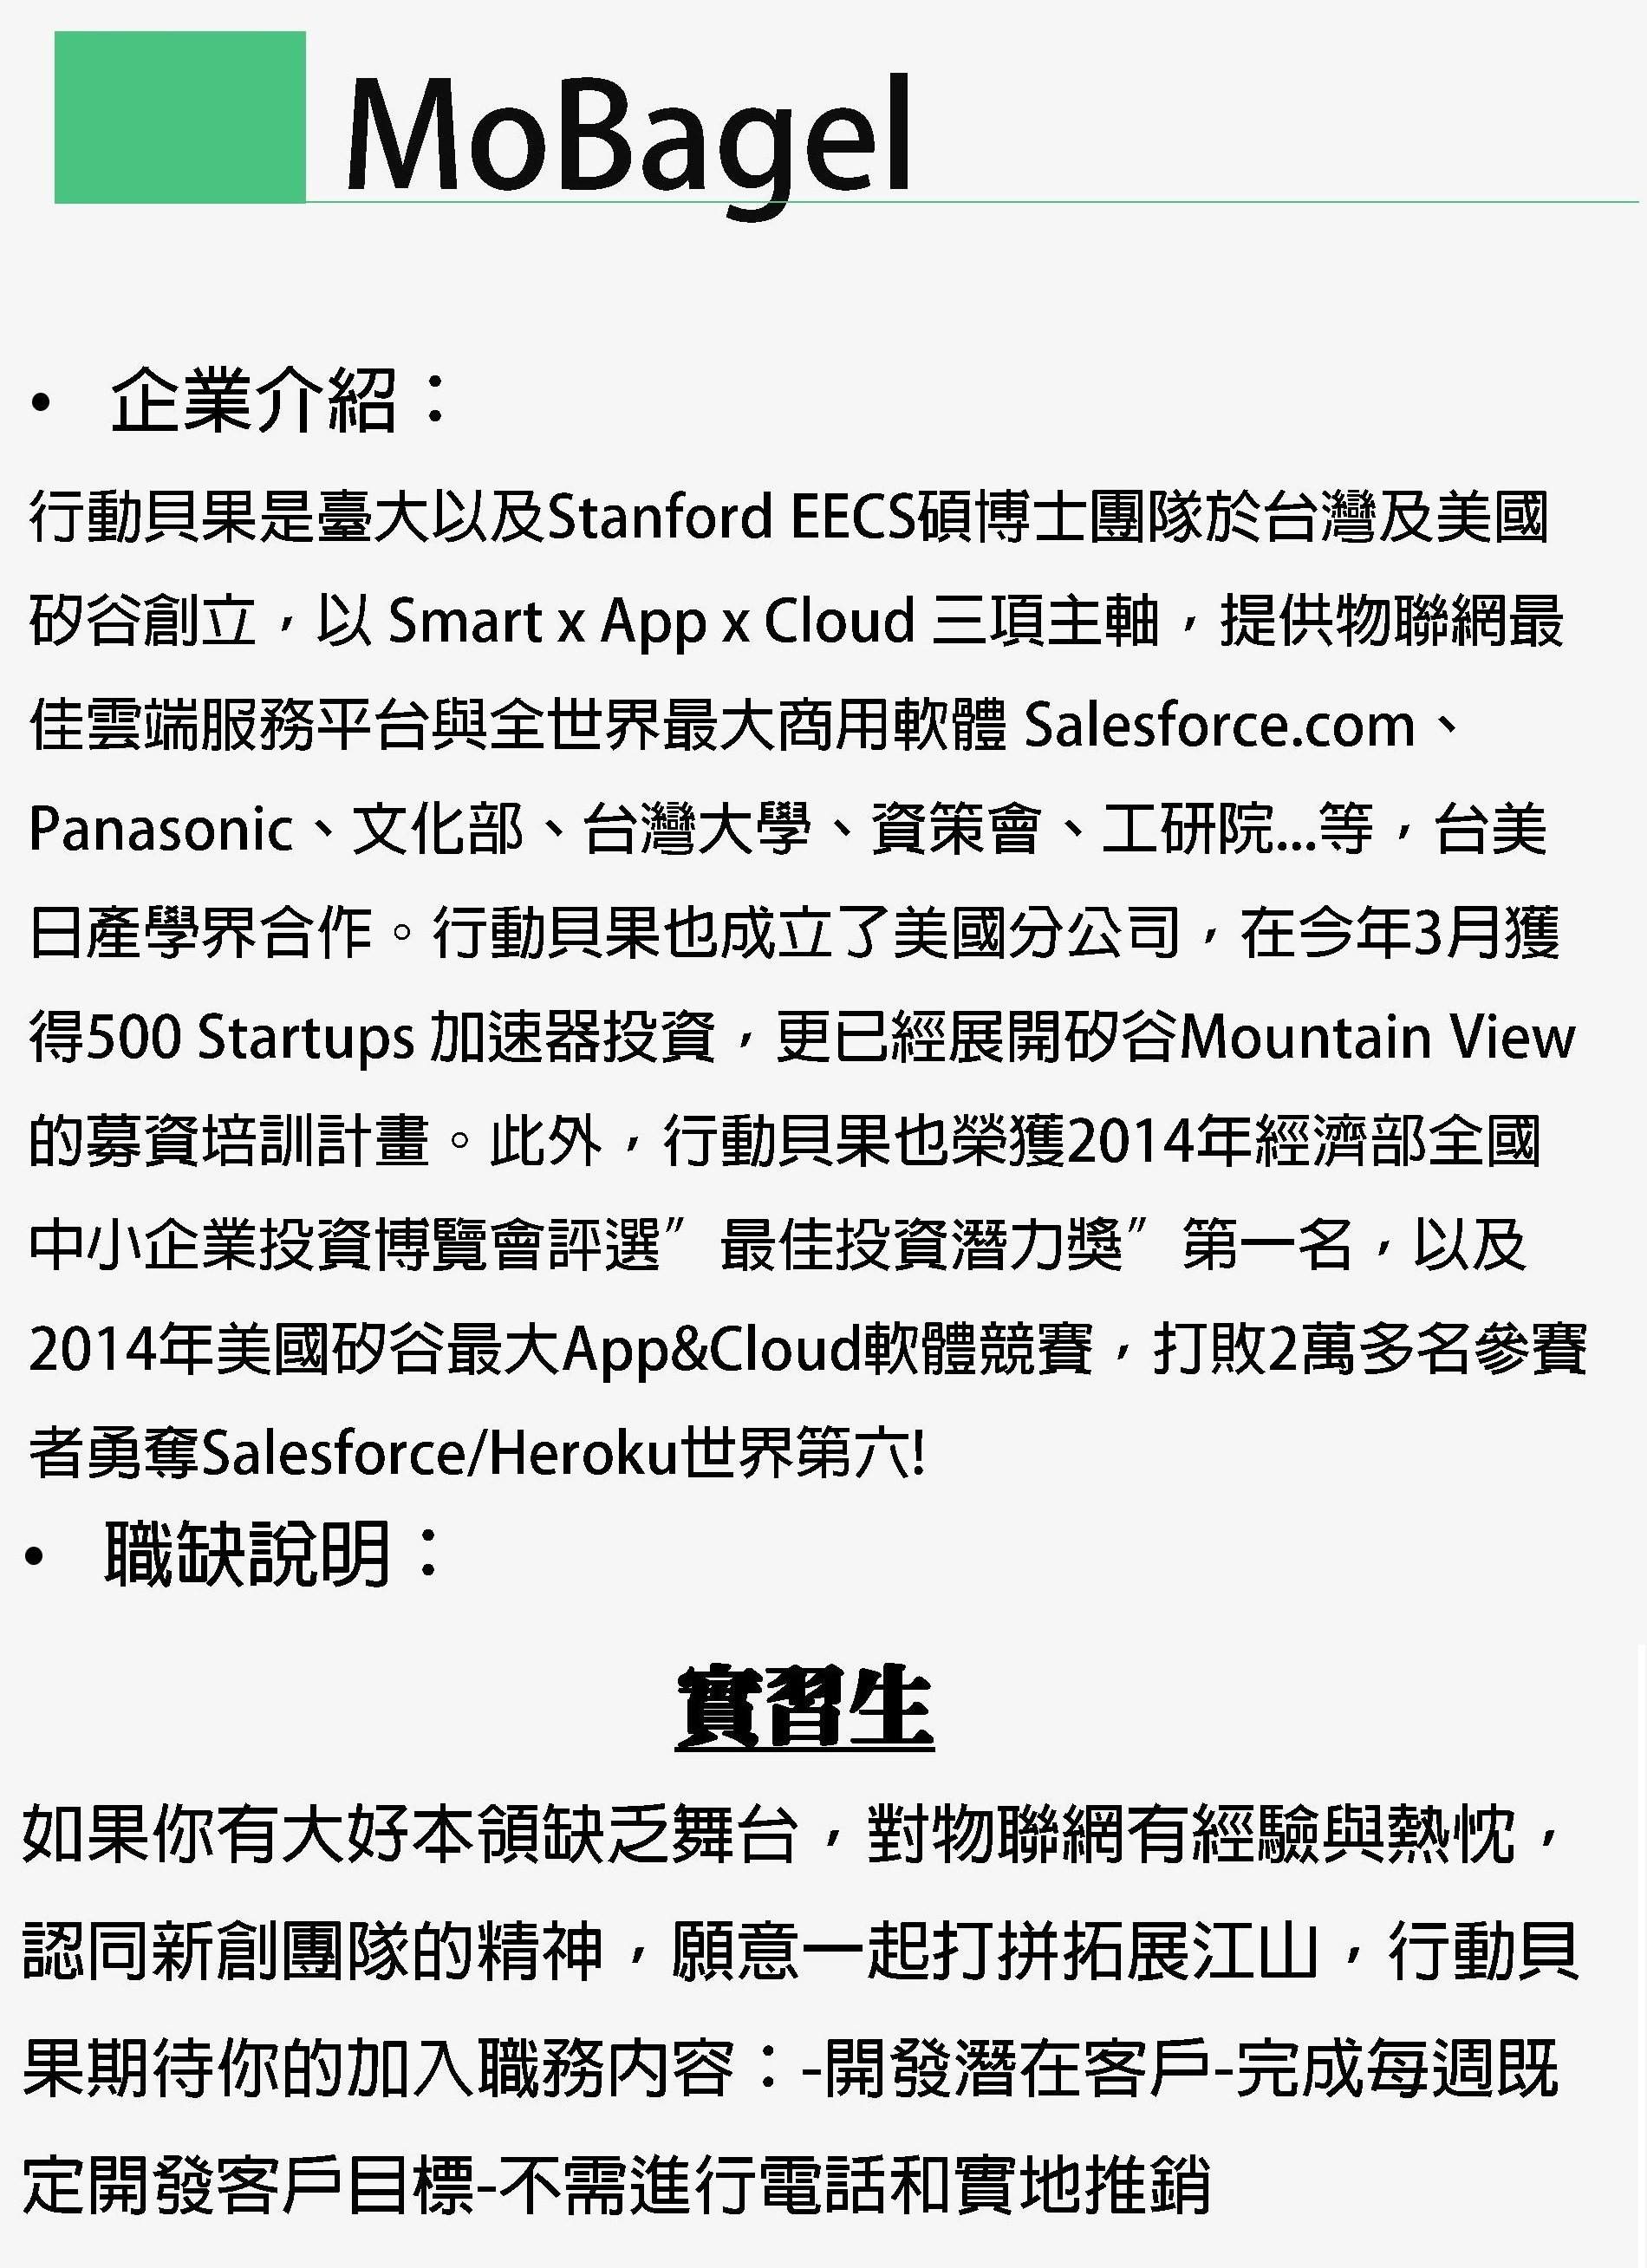 MoBagel
• 企業介紹：
行動貝果是臺大以及Stanford EECS碩博士團隊於台灣及美國
矽谷創立，以 Smart x App x Cloud 三項主軸，提供物聯網最
佳雲端服務平台與全世界最大商用軟體 Salesforce.com、
Panasonic、文化部、台灣大學、資策會、工研院...等，台美
日產學界合作。行動貝果也成立了美國分公司，在今年3月獲
得500 Startups 加速器投資，更已經展開矽谷Mountain View
的募資培訓計畫。此外，行動貝果也榮獲2014年經濟部全國
中小企業投資博覽會評選”最佳投資潛力獎”第一名，以及
2014年美國矽谷最大App&Cloud軟體競賽，打敗2萬多名參賽
者勇奪Salesforce/Heroku世界第六!
• 職缺說明：
實習生
如果你有大好本領缺乏舞台，對物聯網有經驗與熱忱，
認同新創團隊的精神，願意一起打拼拓展江山，行動貝
果期待你的加入職務内容：-開發潛在客戶-完成每週既
定開發客戶目標-不需進行電話和實地推銷